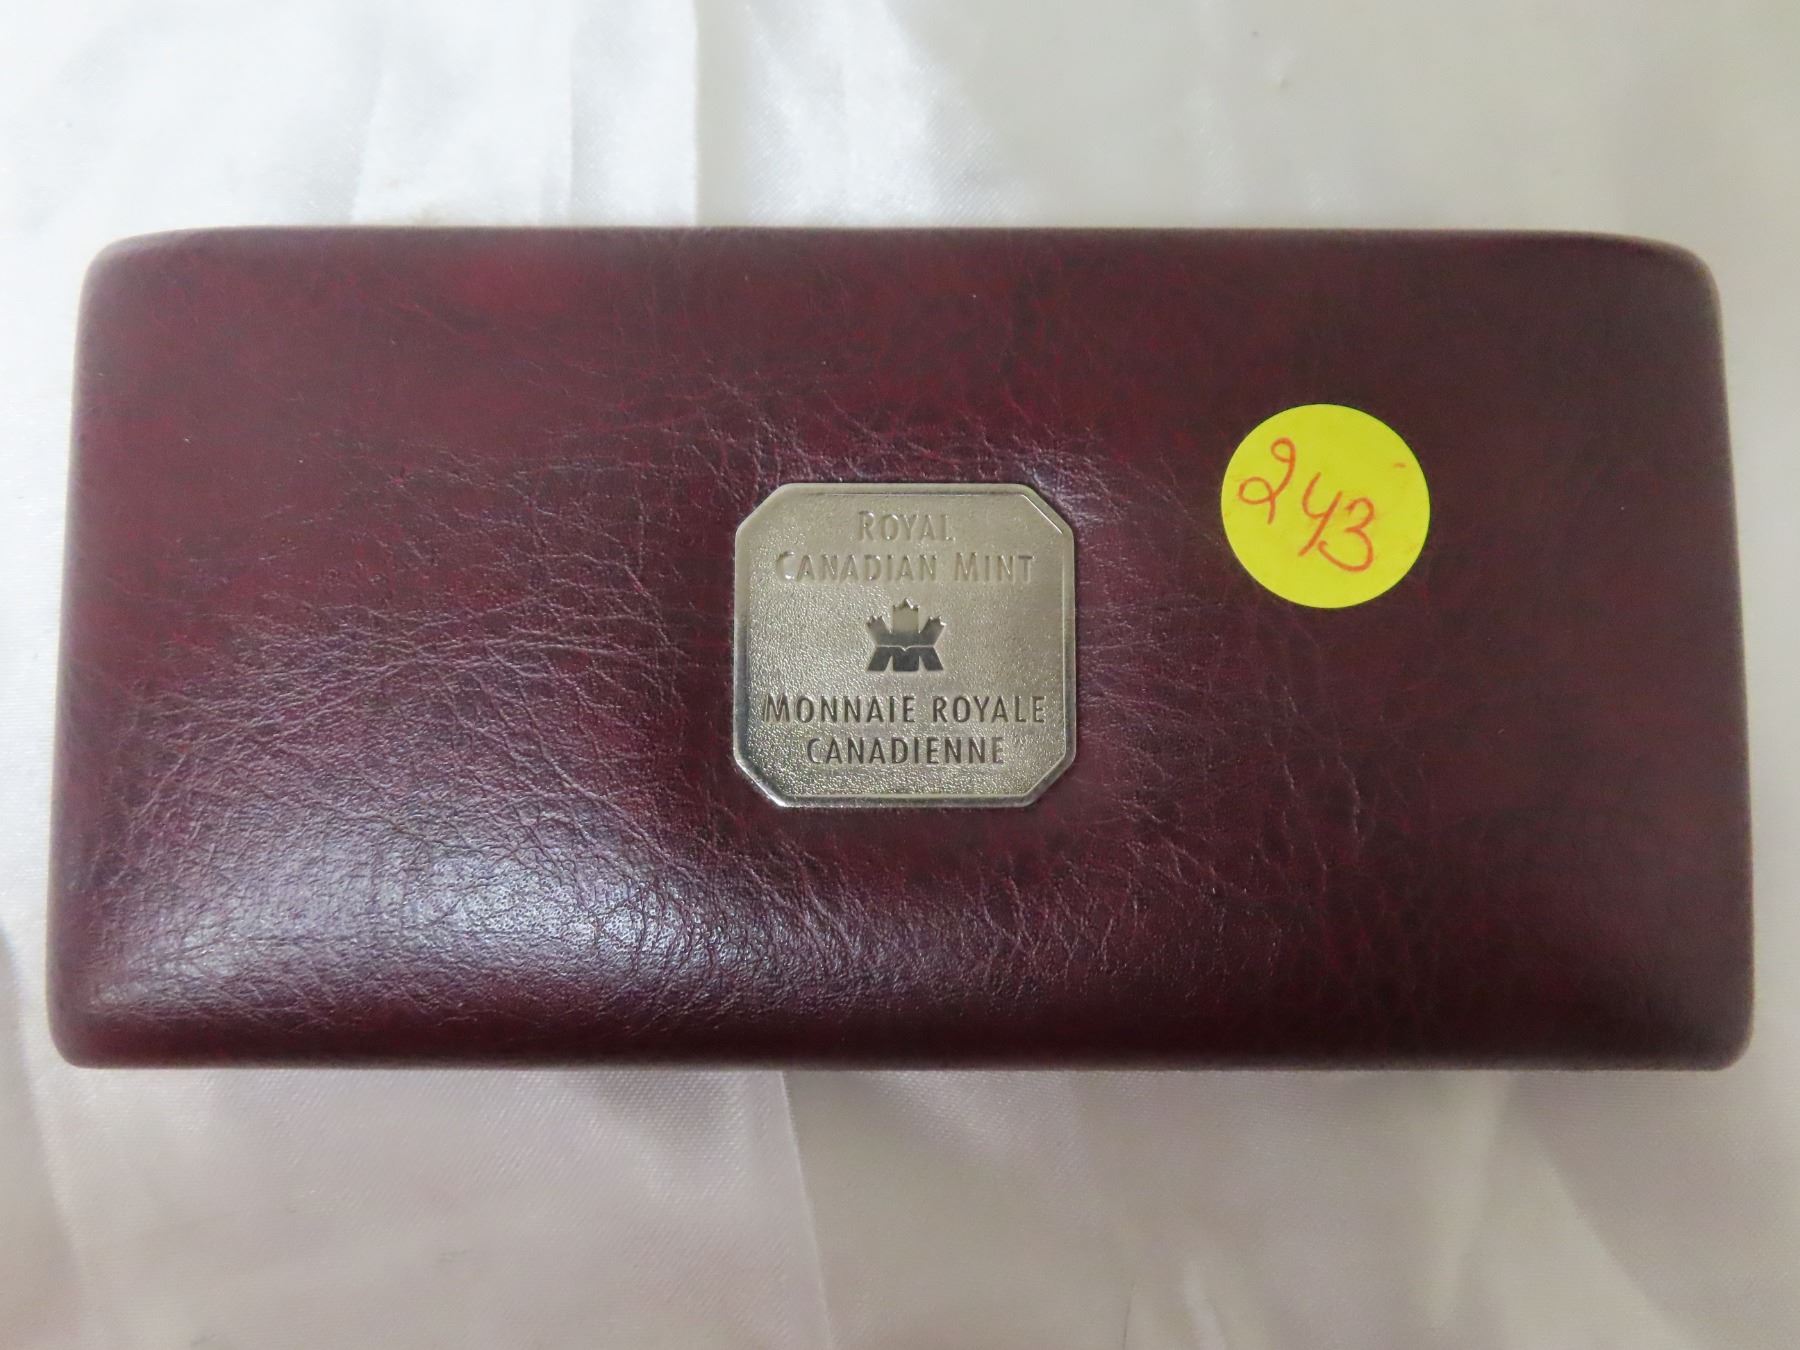 ROYAL
CANADIAN MINT
MONNAIE ROYALE
CANADIENNE
243